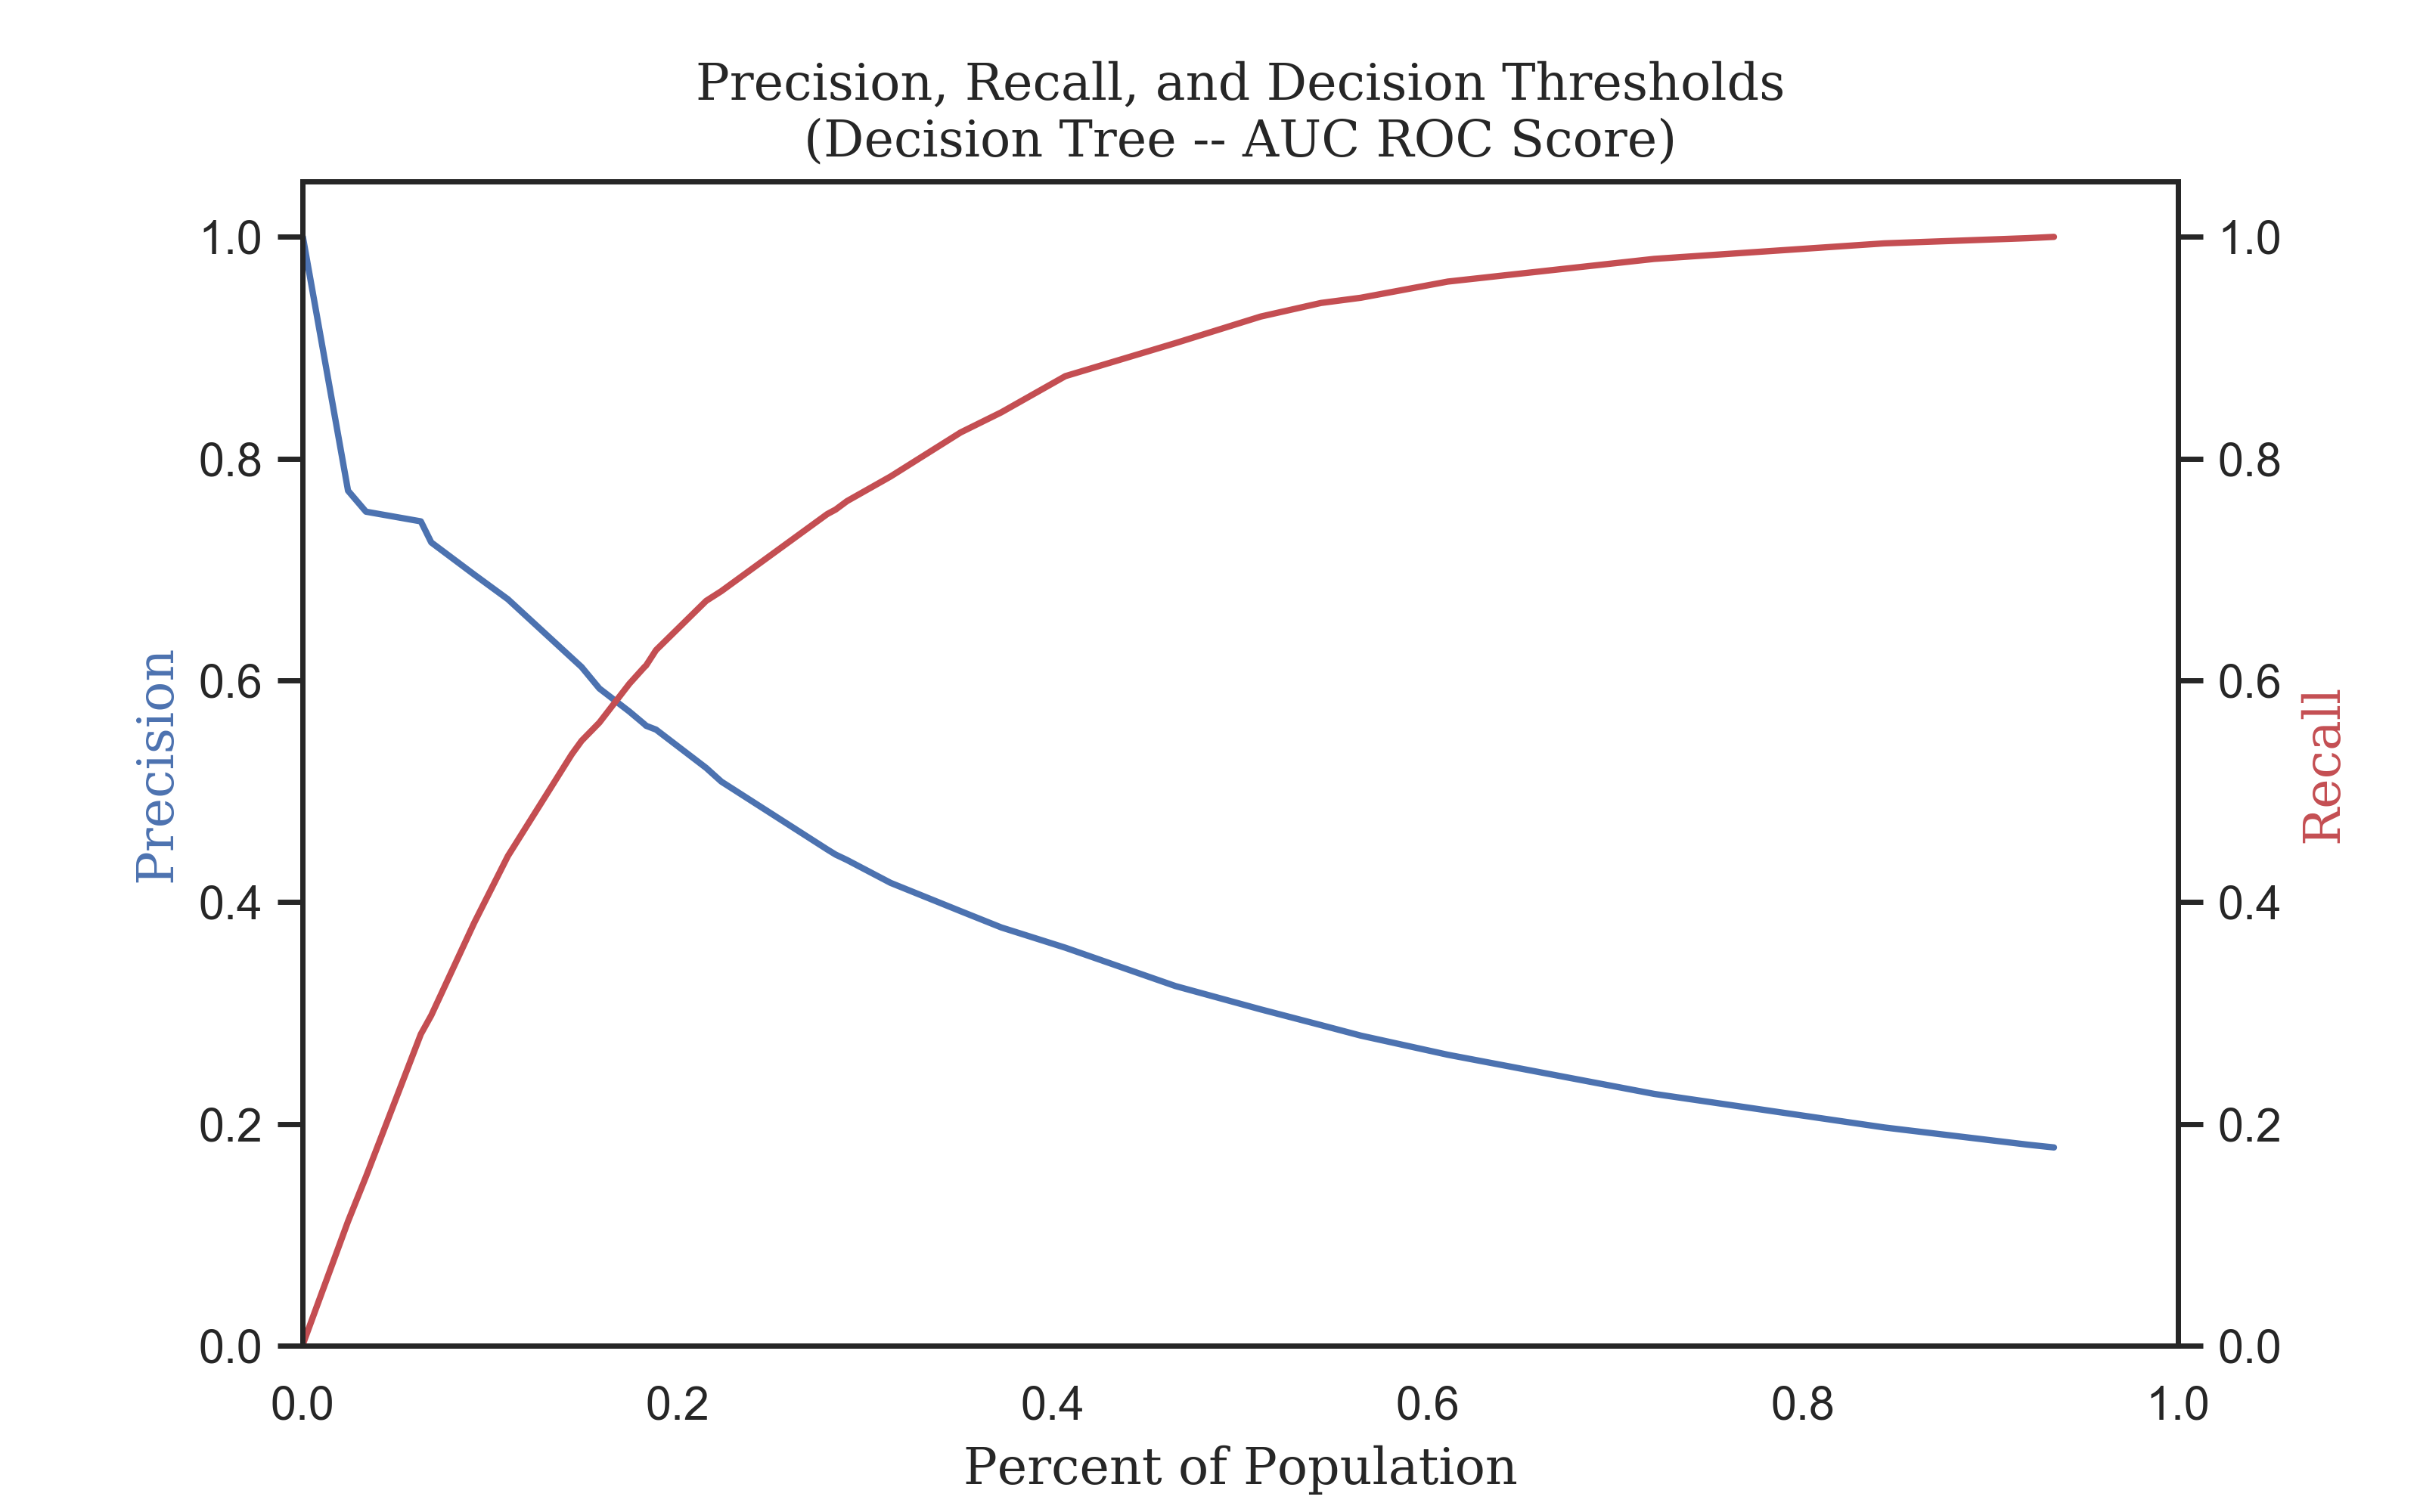 Precision, Recall, and Decision Thresholds
(Decision Tree -- AUC ROC Score)
1.0
0.8
0.6
0.4
0.2
0.0
Precision
1.0
0.8
0.6
0.4
0.2
0.0
Recall
0.0 0.2 0.4 0.6 0.8 1.0
Percent of Population